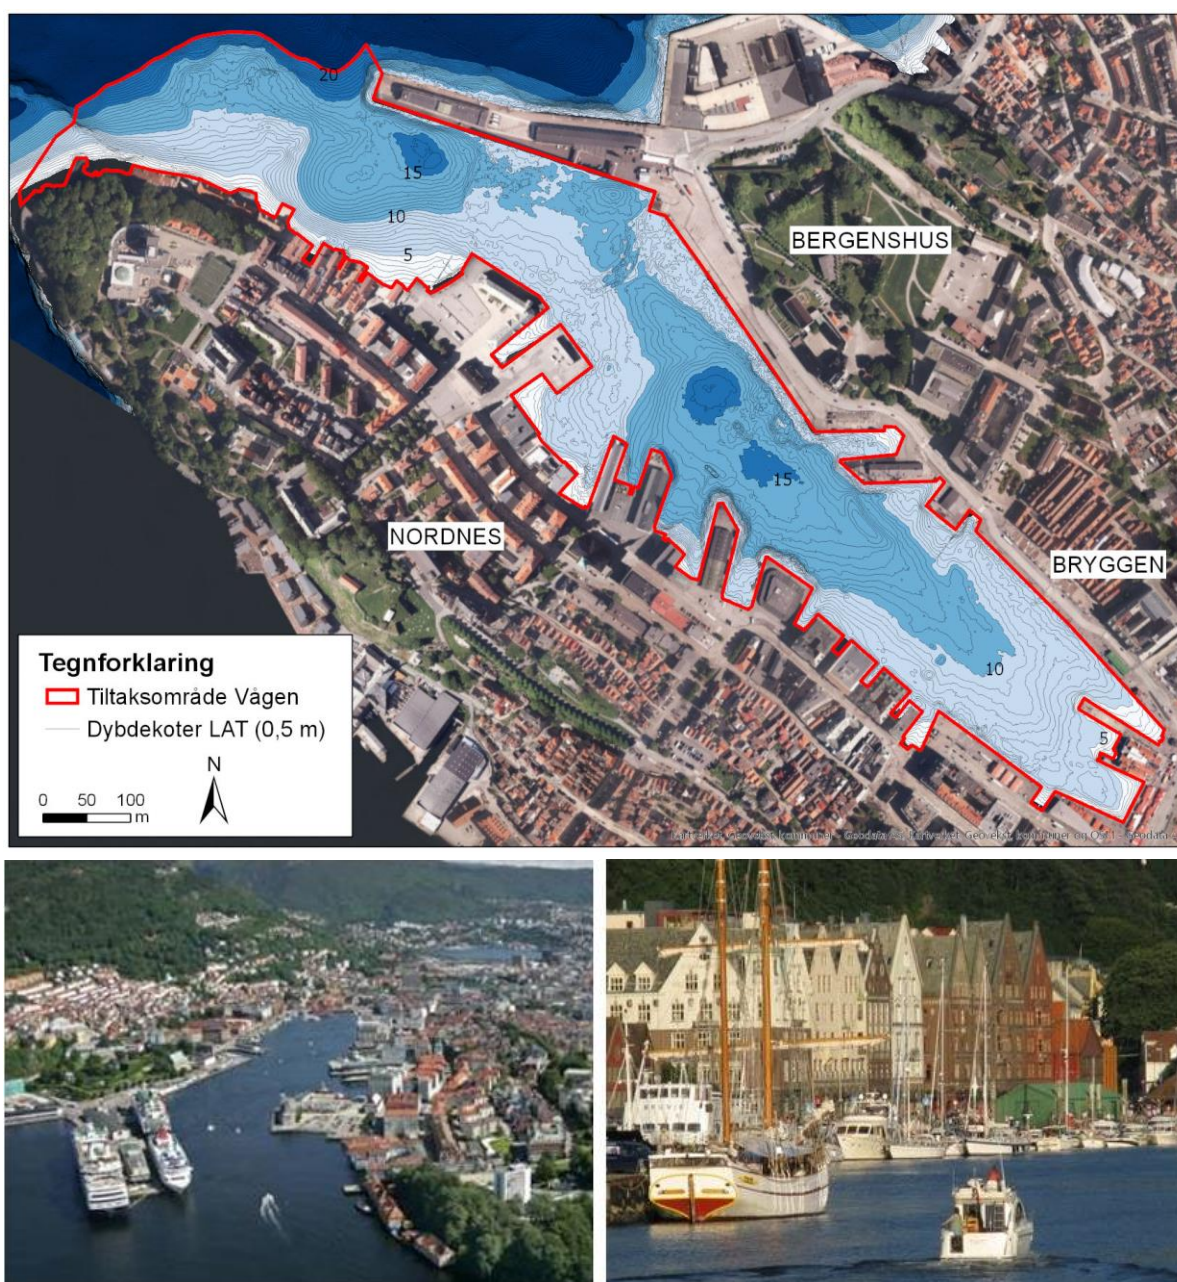 20
15
10
5
BERGENSHUS
15
NORDNES
BRYGGEN
10
5
Tegnforklaring
Tiltaksområde Vågen
Dybdekoter LAT (0,5 m)
N
0 50 100
m